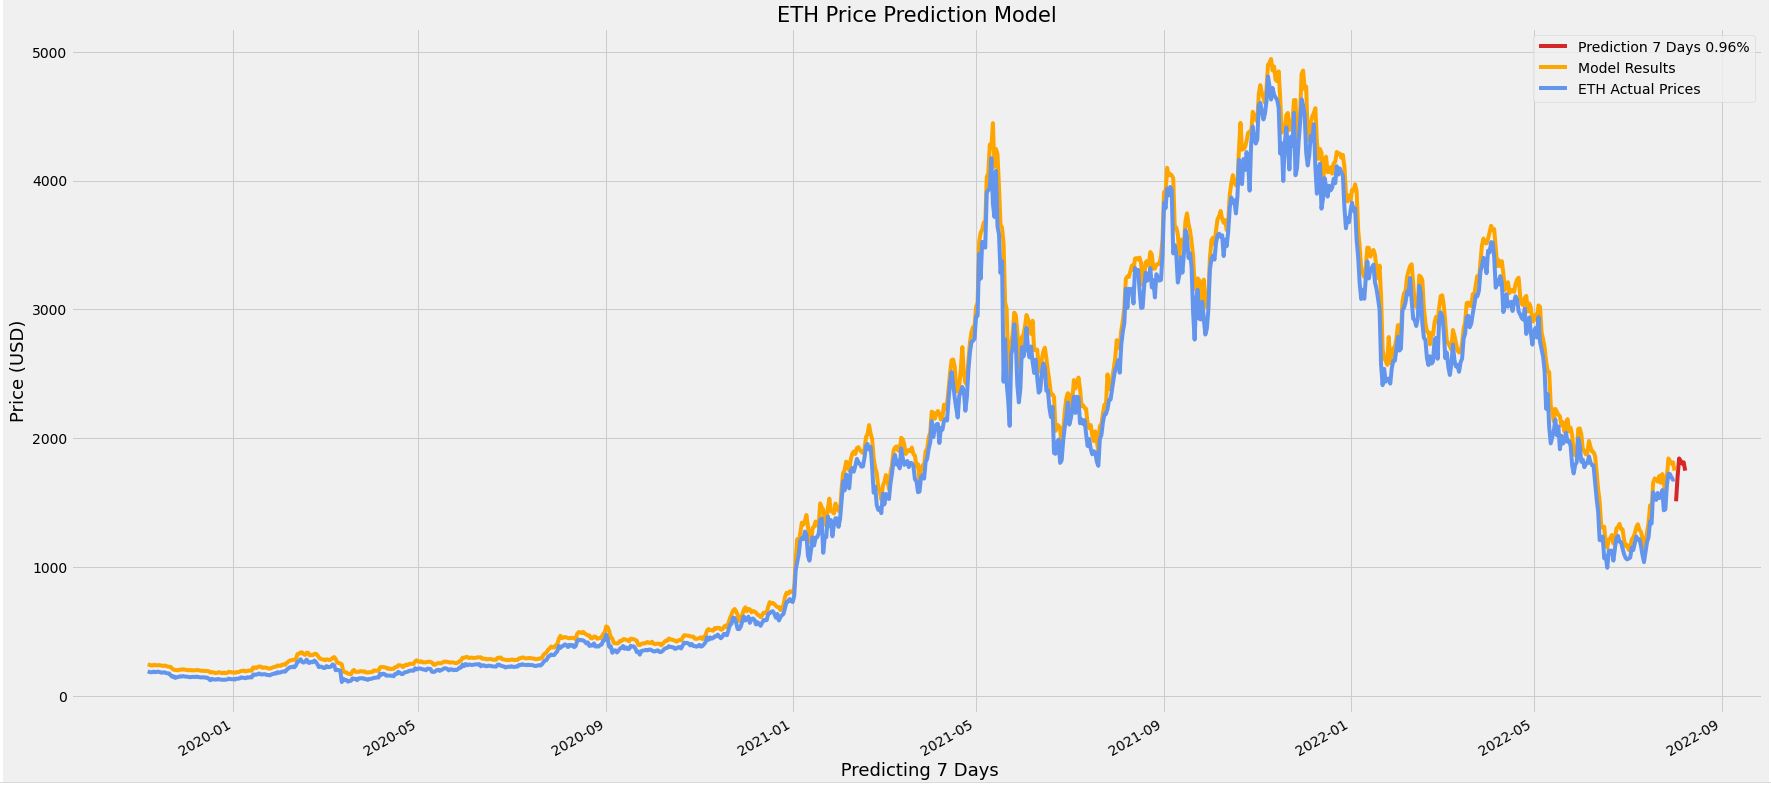 ETH Price Prediction Model
Prediction 7 Days 0.96%
Model Results
ETH Actual Prices
Price (USD)
5000
4000
3000
2000
1000
0
2020-01
2020-05
2020-09
2021-01
2021-05
2021-09
2022-01
2022-05
2022-09
Predicting 7 Days